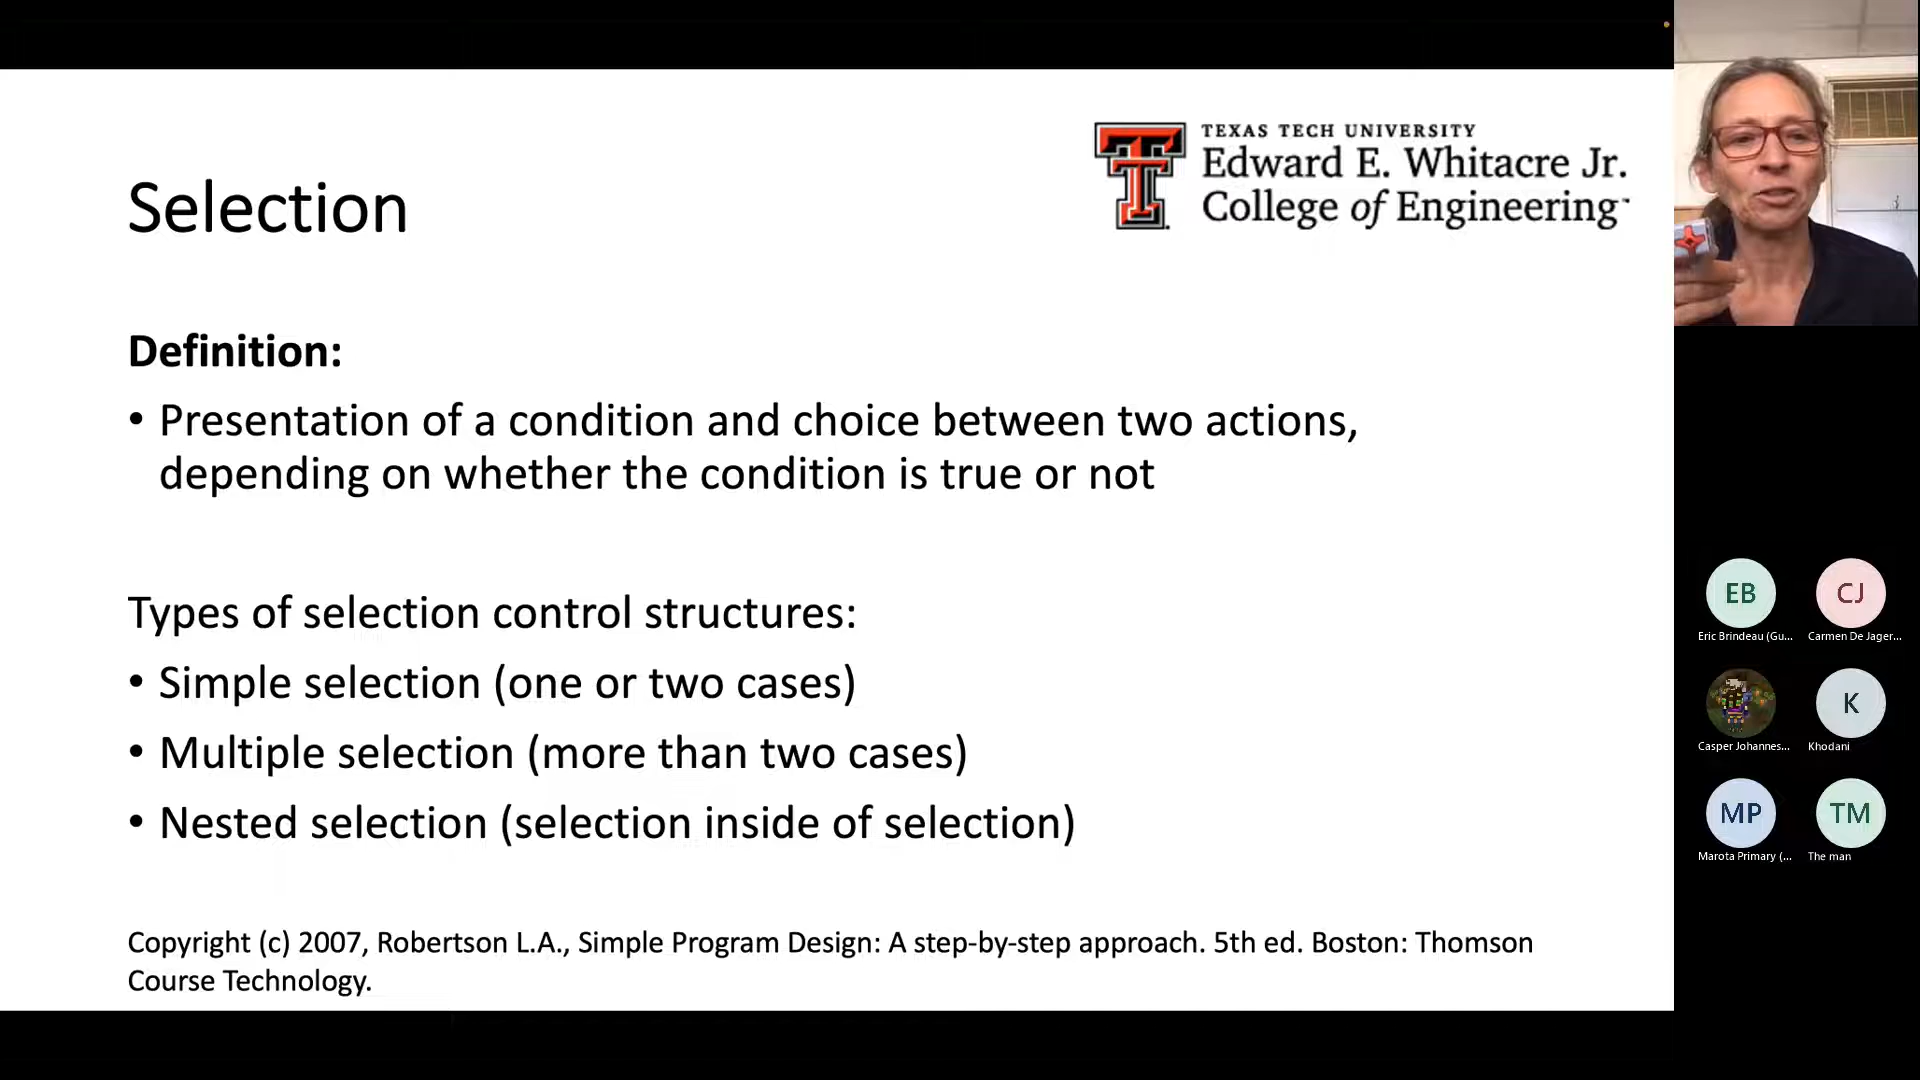 TEXAS TECH UNIVERSITY
Edward E. Whitacre Jr.
College of Engineering™
Selection
Definition:
• Presentation of a condition and choice between two actions,
depending on whether the condition is true or not
Types of selection control structures:
• Simple selection (one or two cases)
• Multiple selection (more than two cases)
• Nested selection (selection inside of selection)
Copyright (c) 2007, Robertson L.A., Simple Program Design: A step-by-step approach. 5th ed. Boston: Thomson
Course Technology.
EB
CJ
Eric Brindeau (Gu...
Carmen De Jager...
K
Casper Johannes...
Khodani
MP
TM
Marota Primary (...
The man